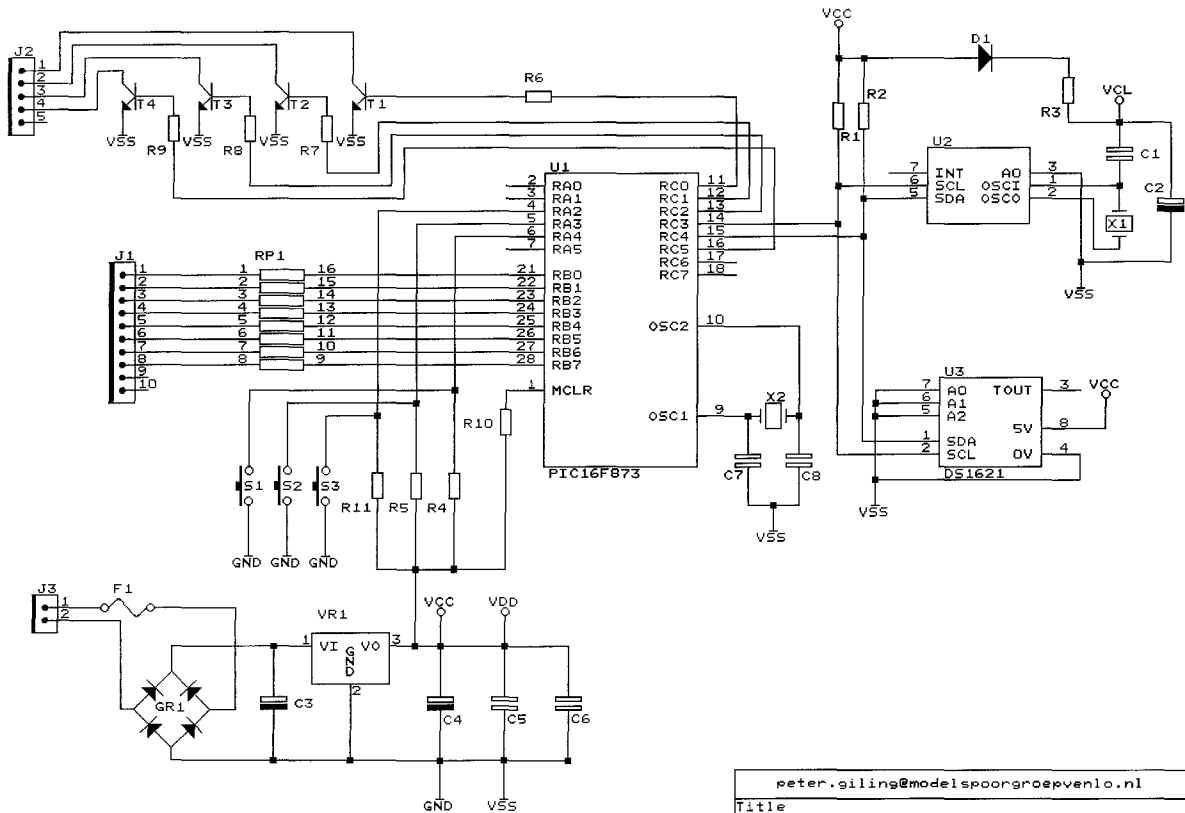 VCC
J2
1
2
3
4
5
T4
T3
T2
T1
VSS
VSS
VSS
VSS
R9
R8
R7
R6
D1
R2
R1
R3
VCL
C1
C2
X1
U2
7 INT A0 3
6 SCL OSCI 1
5 SDA OSCO 2
VSS
U1
2 RA0 RC0 11
3 RA1 RC1 12
4 RA2 RC2 13
5 RA3 RC3 14
6 RA4 RC4 15
7 RA5 RC5 16
RC6 17
RC7 18
21 RB0
22 RB1
23 RB2
24 RB3
25 RB4 OSC2 10
26 RB5
27 RB6
28 RB7
1 MCLR
OSC1 9
PIC16F873
J1
RP1
1 1 16
2 2 15
3 3 14
4 4 13
5 5 12
6 6 11
7 7 10
8 8 9
9
10
R10
X2
C7
C8
VSS
U3
VCC
7 A0 TOUT 3
6 A1
5 A2 5V 8
1 SDA
2 SCL 0V 4
DS1621
VSS
S1
S2
S3
R11
R5
R4
GND
GND
GND
J3
1
2
F1
VR1
1 VI VO 3
GND
2
VCC
VDD
GR1
C3
C4
C5
C6
GND
VSS
peter.giling@modelspoorgroepvenlo.nl
Title